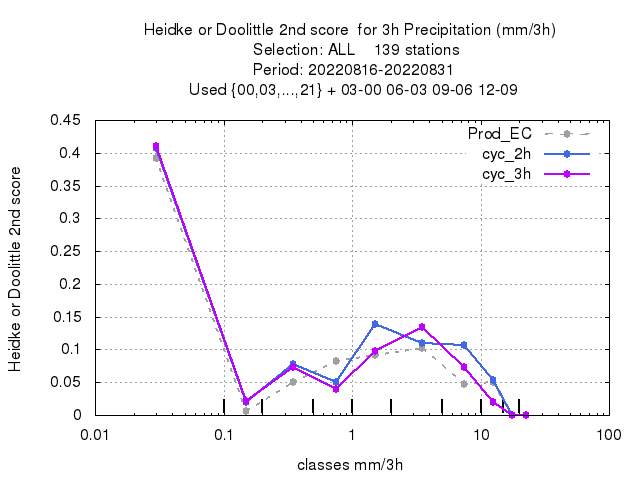 Heidke or Doolittle 2nd score  for 3h Precipitation (mm/3h)
Selection: ALL    139 stations
Period: 20220816-20220831
Used {00,03,...,21} + 03-00 06-03 09-06 12-09
Prod_EC
cyc_2h
cyc_3h
Heidke or Doolittle 2nd score
0.45
0.4
0.35
0.3
0.25
0.2
0.15
0.1
0.05
0
0.01 0.1 1 10 100
classes mm/3h